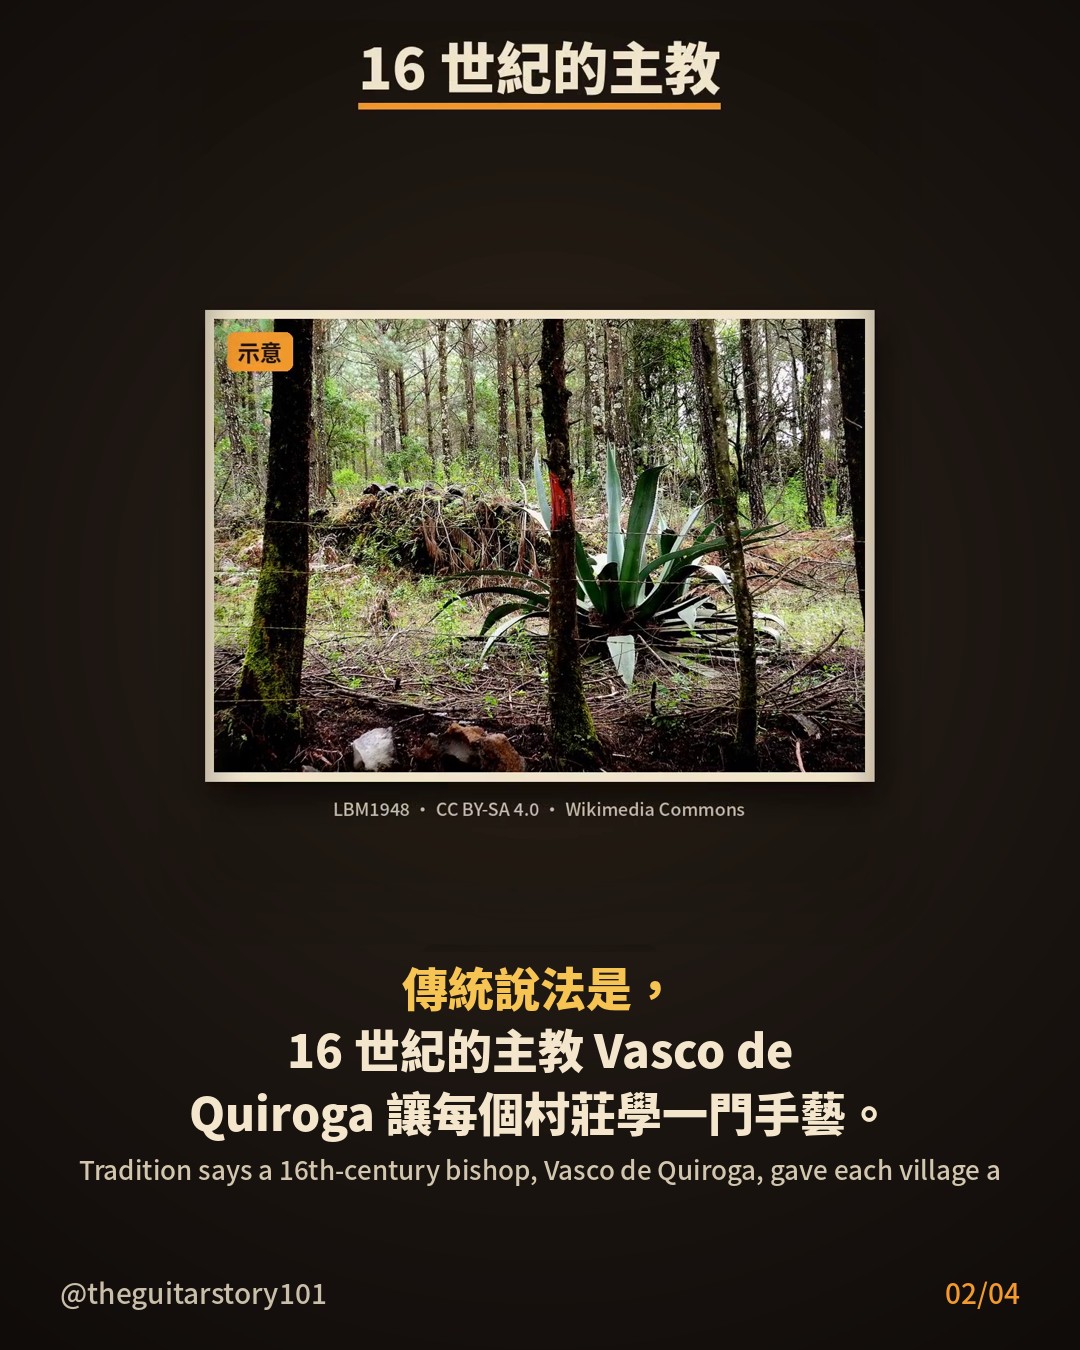 16 世紀的主教
示意
LBM1948 • CC BY-SA 4.0 • Wikimedia Commons
傳統說法是，
16 世紀的主教 Vasco de
Quiroga 讓每個村莊學一門手藝。
Tradition says a 16th-century bishop, Vasco de Quiroga, gave each village a
@theguitarstory101
02/04